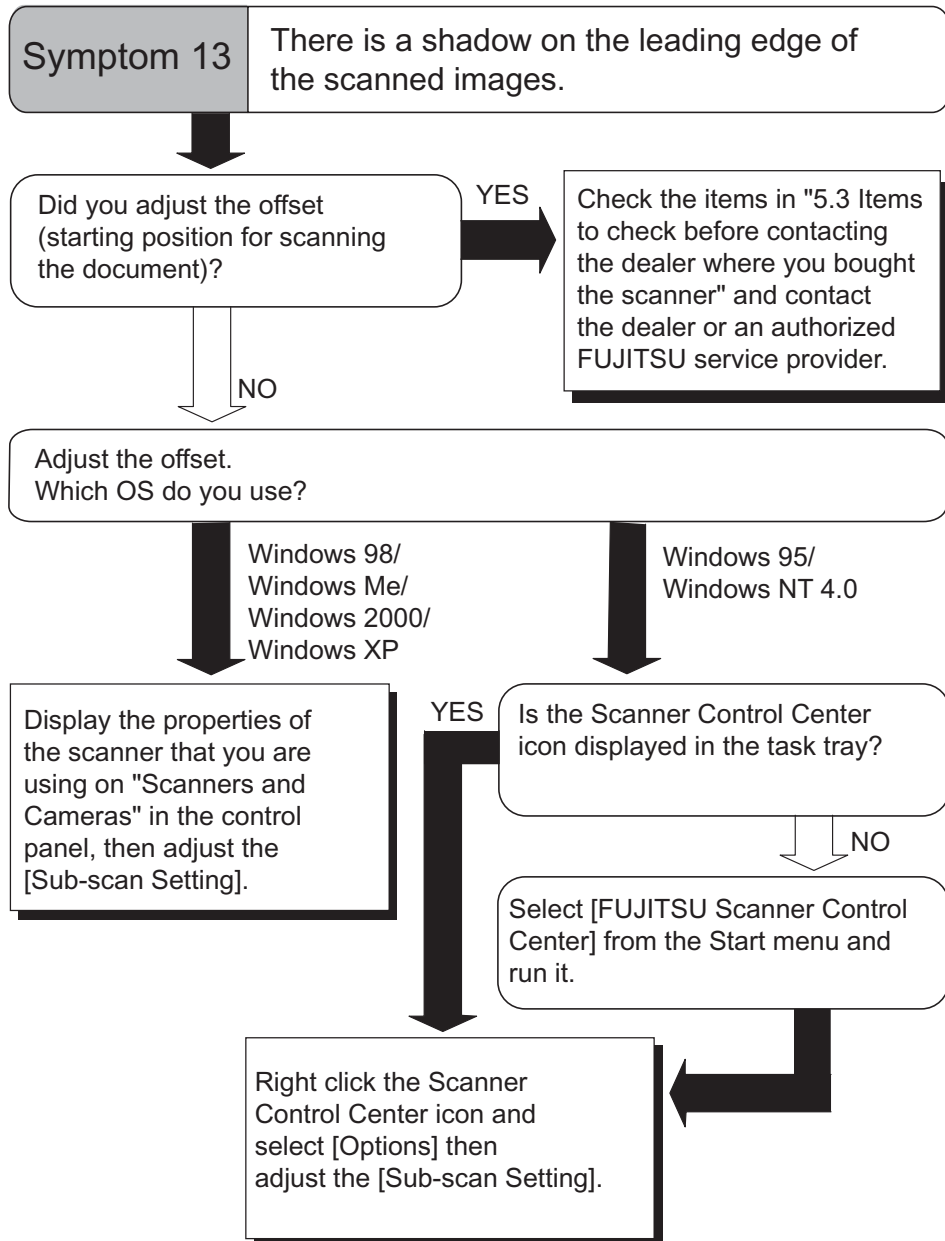 Symptom 13
There is a shadow on the leading edge of
the scanned images.
Did you adjust the offset
(starting position for scanning
the document)?
YES
Check the items in "5.3 Items
to check before contacting
the dealer where you bought
the scanner" and contact
the dealer or an authorized
FUJITSU service provider.
NO
Adjust the offset.
Which OS do you use?
Windows 98/
Windows Me/
Windows 2000/
Windows XP
Windows 95/
Windows NT 4.0
Display the properties of
the scanner that you are
using on "Scanners and
Cameras" in the control
panel, then adjust the
[Sub-scan Setting].
YES
Is the Scanner Control Center
icon displayed in the task tray?
NO
Select [FUJITSU Scanner Control
Center] from the Start menu and
run it.
Right click the Scanner
Control Center icon and
select [Options] then
adjust the [Sub-scan Setting].